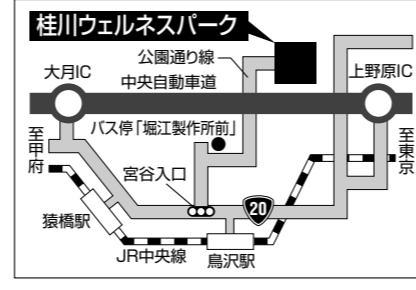 桂川ウェルネスパーク
公園通り線
大月IC
上野原IC
中央自動車道
至甲府
バス停「堀江製作所前」
至東京
宮谷入口
20
猿橋駅
JR中央線
鳥沢駅